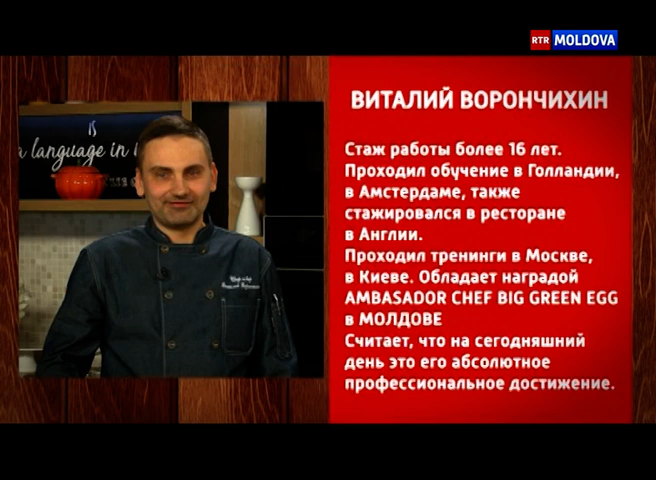 RTR MOLDOVA
ВИТАЛИЙ ВОРОНЧИХИН
is
a language in
Стаж работы более 16 лет.
Проходил обучение в Голландии,
в Амстердаме, также
стажировался в ресторане
в Англии.
Проходил тренинги в Москве,
в Киеве. Обладает наградой
AMBASADOR CHEF BIG GREEN EGG
в МОЛДОВЕ
Считает, что на сегодняшний
день это его абсолютное
профессиональное достижение.